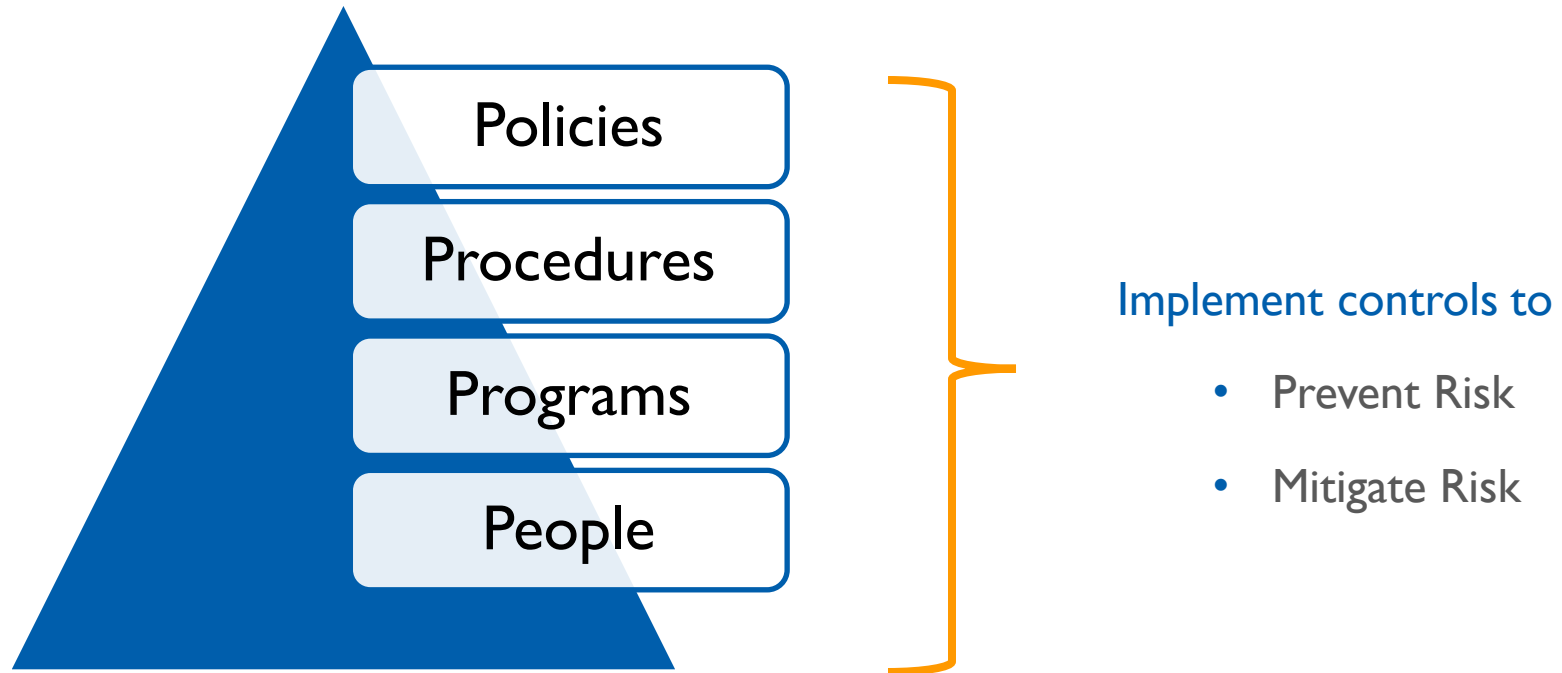 Policies
Procedures
Programs
People
Implement controls to
• Prevent Risk
• Mitigate Risk